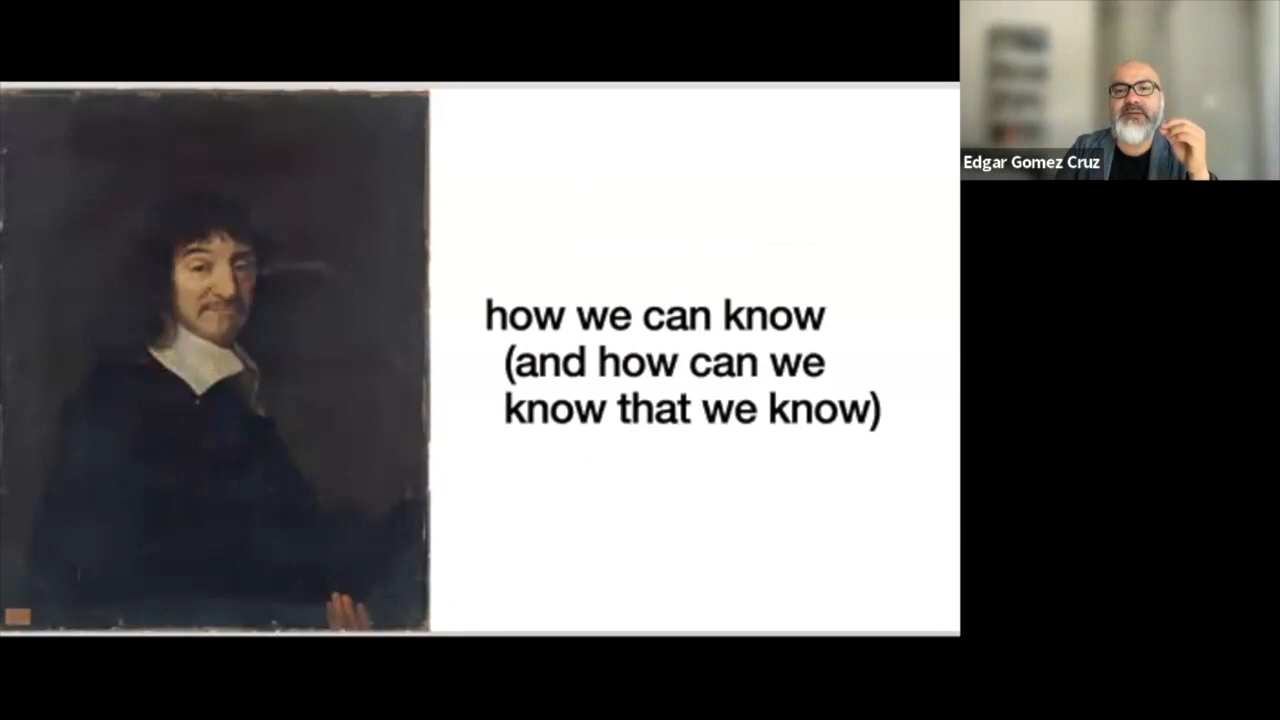 how we can know
(and how can we
know that we know)
Edgar Gomez Cruz